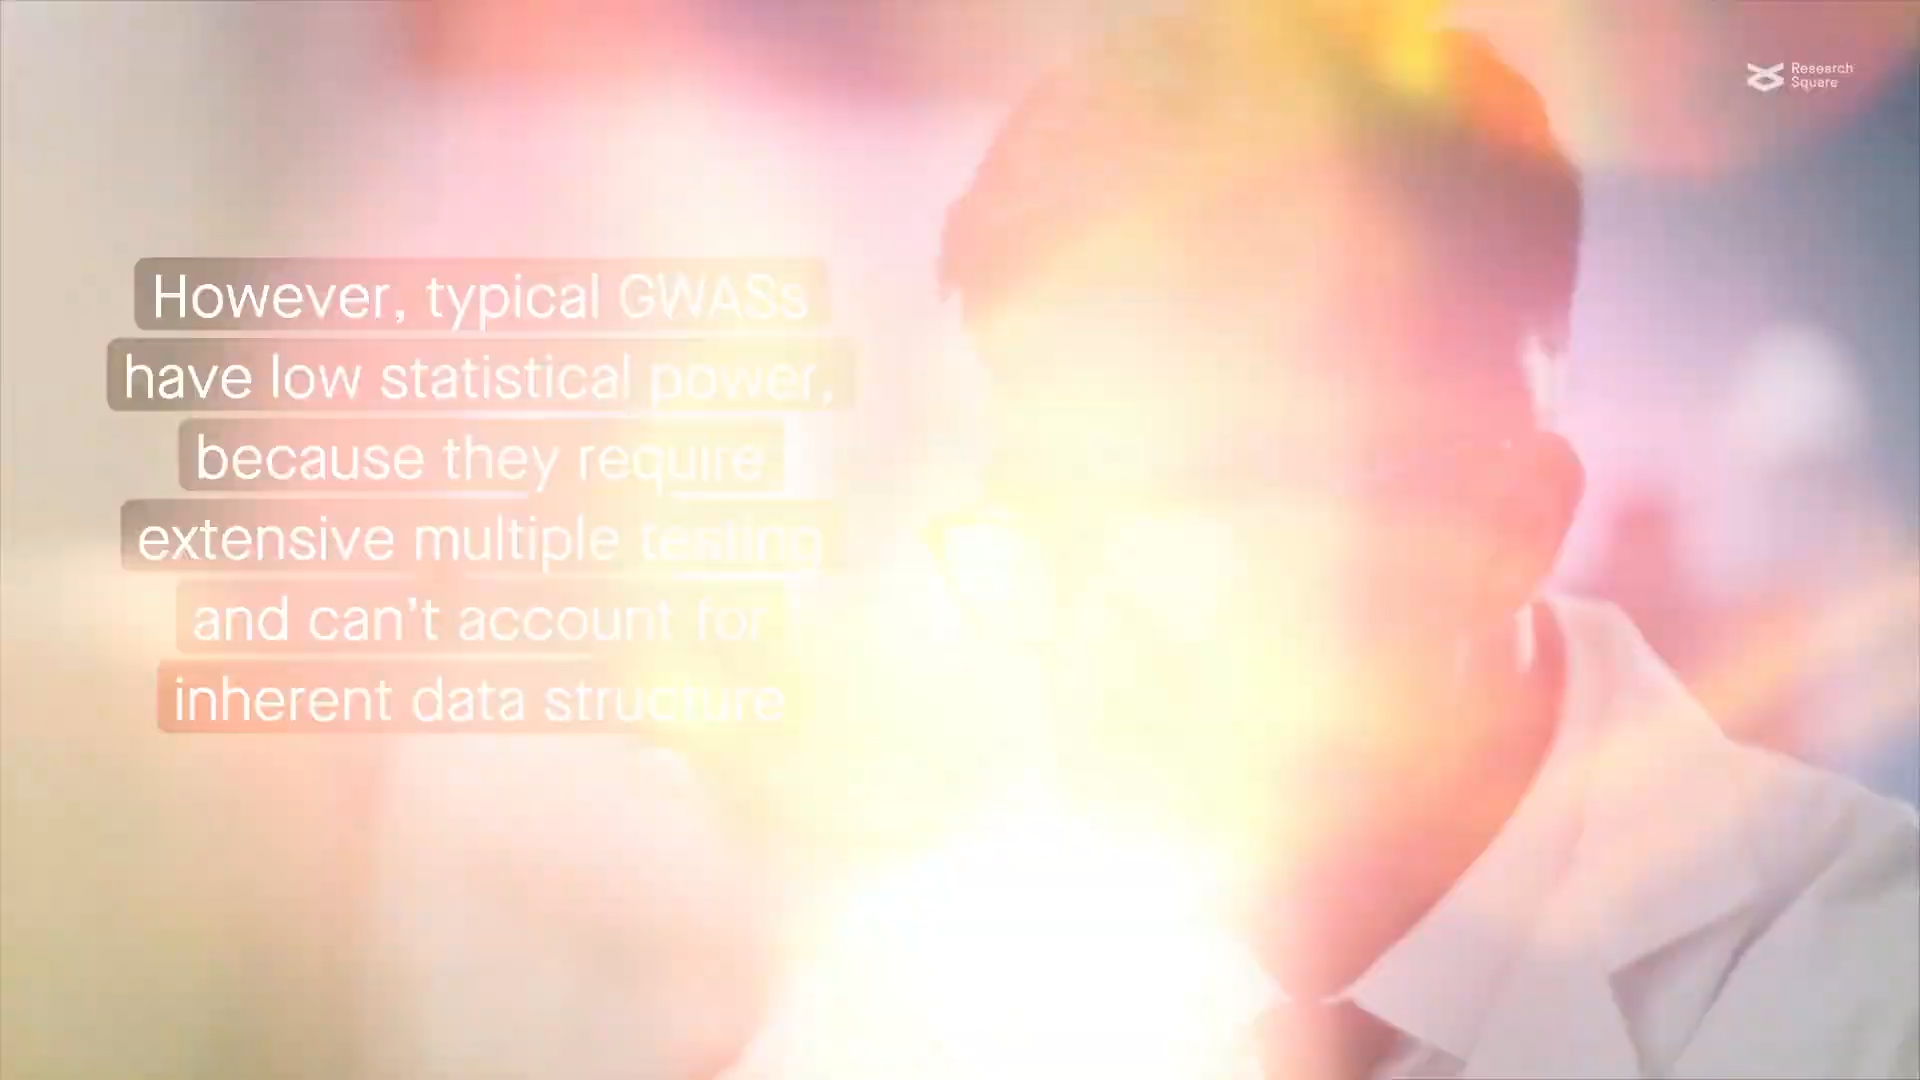 Research
Square
However, typical GWASs
have low statistical power,
because they require
extensive multiple testing
and can’t account for
inherent data structure